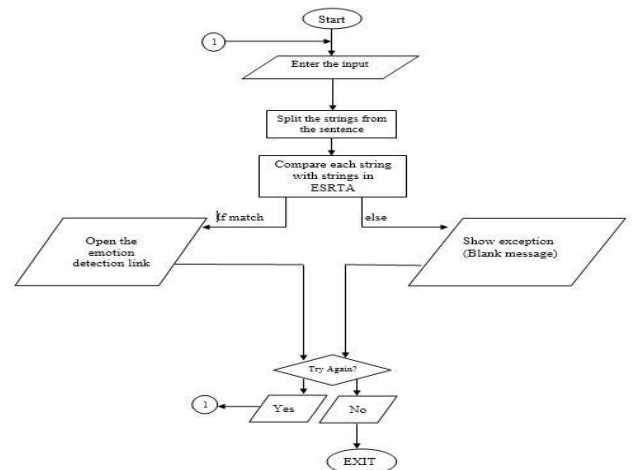 Start
1
Enter the input
Split the strings from
the sentence
Compare each string
with strings in
ESRTA
If match
else
Open the
emotion
detection link
Show exception
(Blank message)
Try Again?
1
Yes
No
EXIT